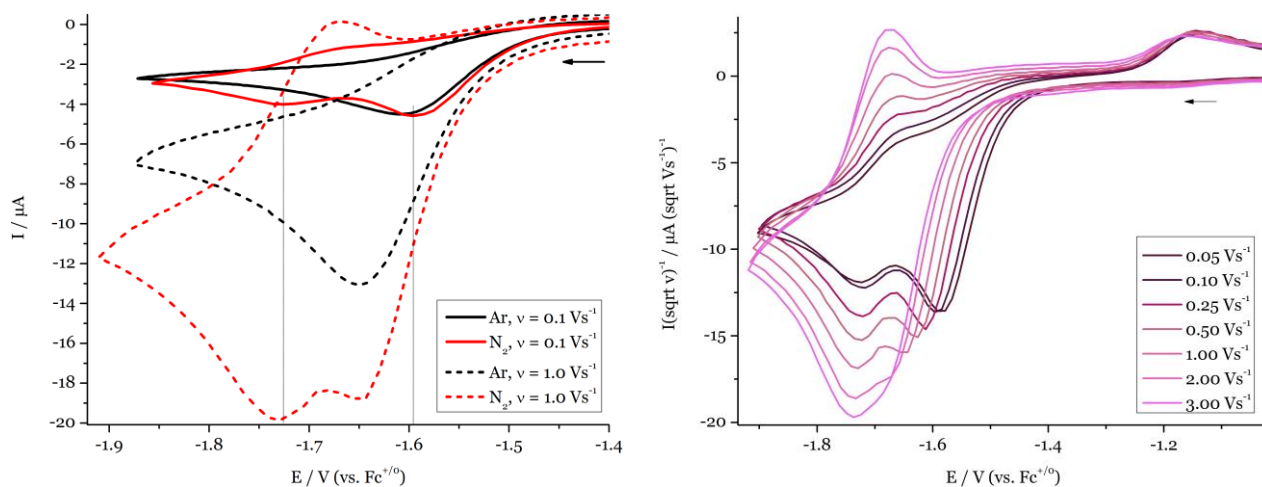 0
-2
-4
-6
-8
-10
-12
-14
-16
-18
-20
I / µA
-1.9
-1.8
-1.7
-1.6
-1.5
-1.4
E / V (vs. Fc⁺/⁰)
Ar, ν = 0.1 Vs⁻¹
N₂, ν = 0.1 Vs⁻¹
Ar, ν = 1.0 Vs⁻¹
N₂, ν = 1.0 Vs⁻¹
0
-5
-10
-15
-20
I(sqrt ν)⁻¹ / µA (sqrt Vs⁻¹)⁻¹
-1.8
-1.6
-1.4
-1.2
E / V (vs. Fc⁺/⁰)
0.05 Vs⁻¹
0.10 Vs⁻¹
0.25 Vs⁻¹
0.50 Vs⁻¹
1.00 Vs⁻¹
2.00 Vs⁻¹
3.00 Vs⁻¹